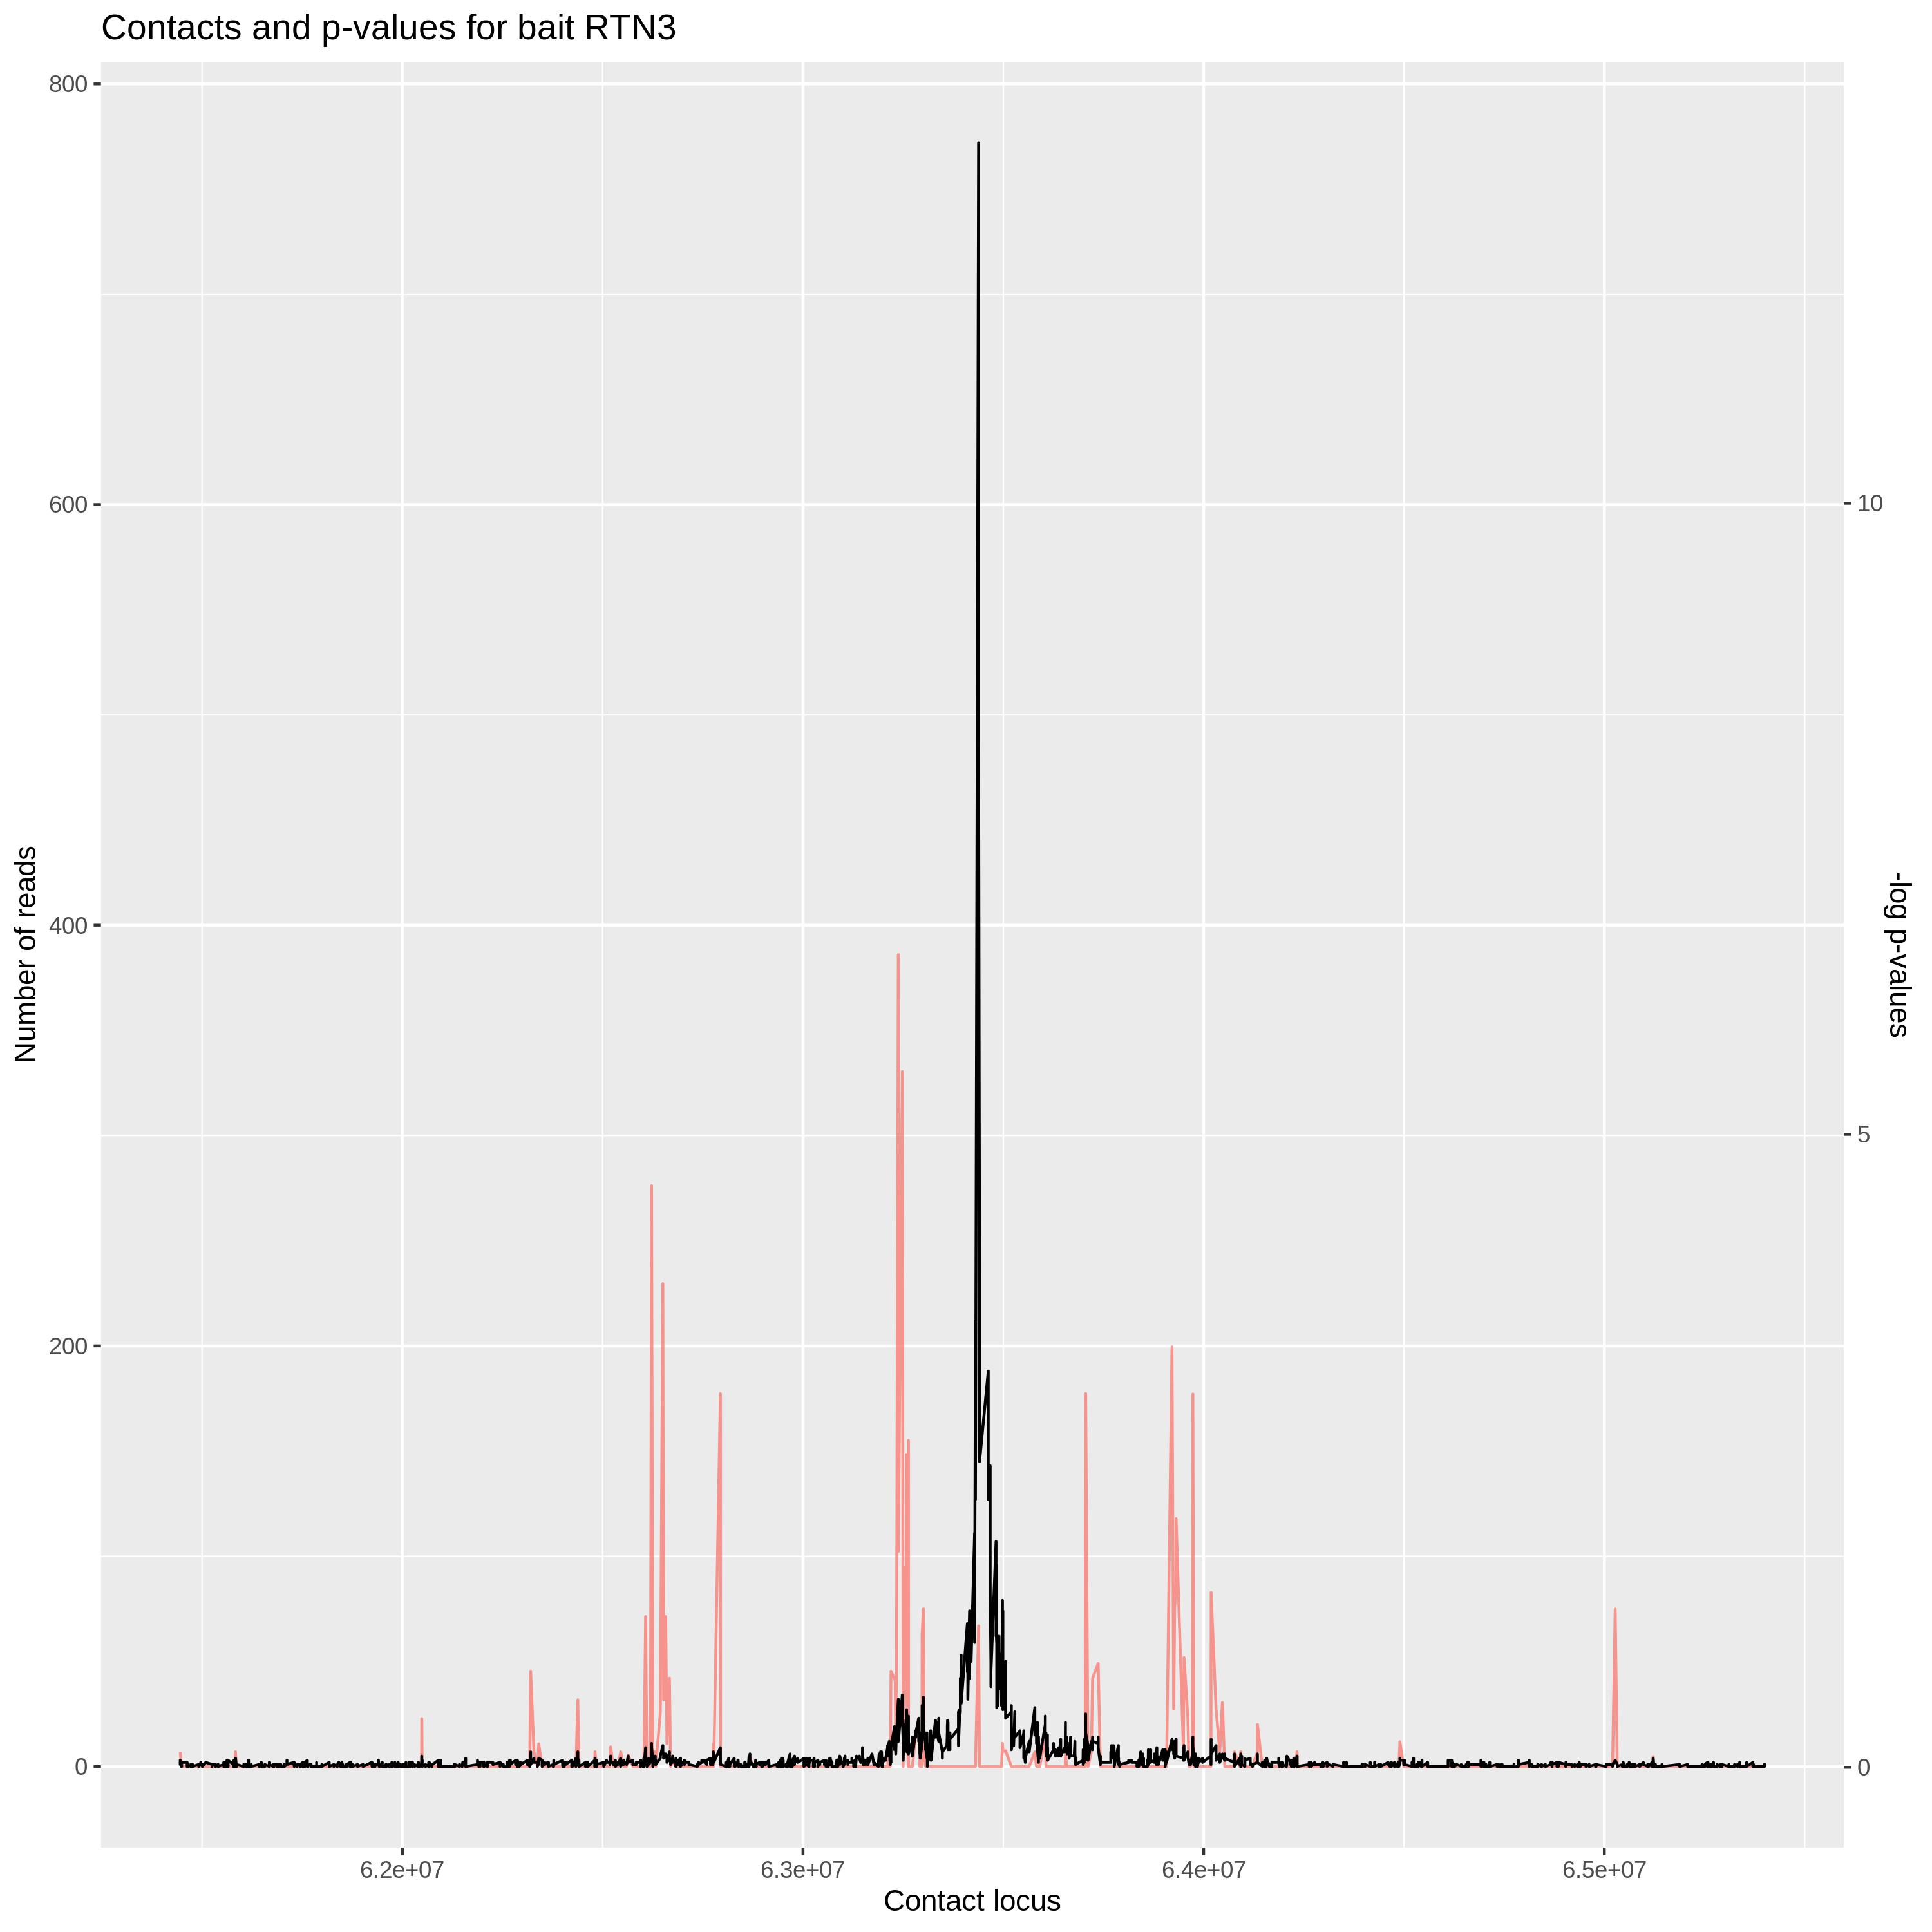 Contacts and p-values for bait RTN3
800
600
400
200
0
Number of reads
10
5
0
-log p-values
6.2e+07
6.3e+07
6.4e+07
6.5e+07
Contact locus